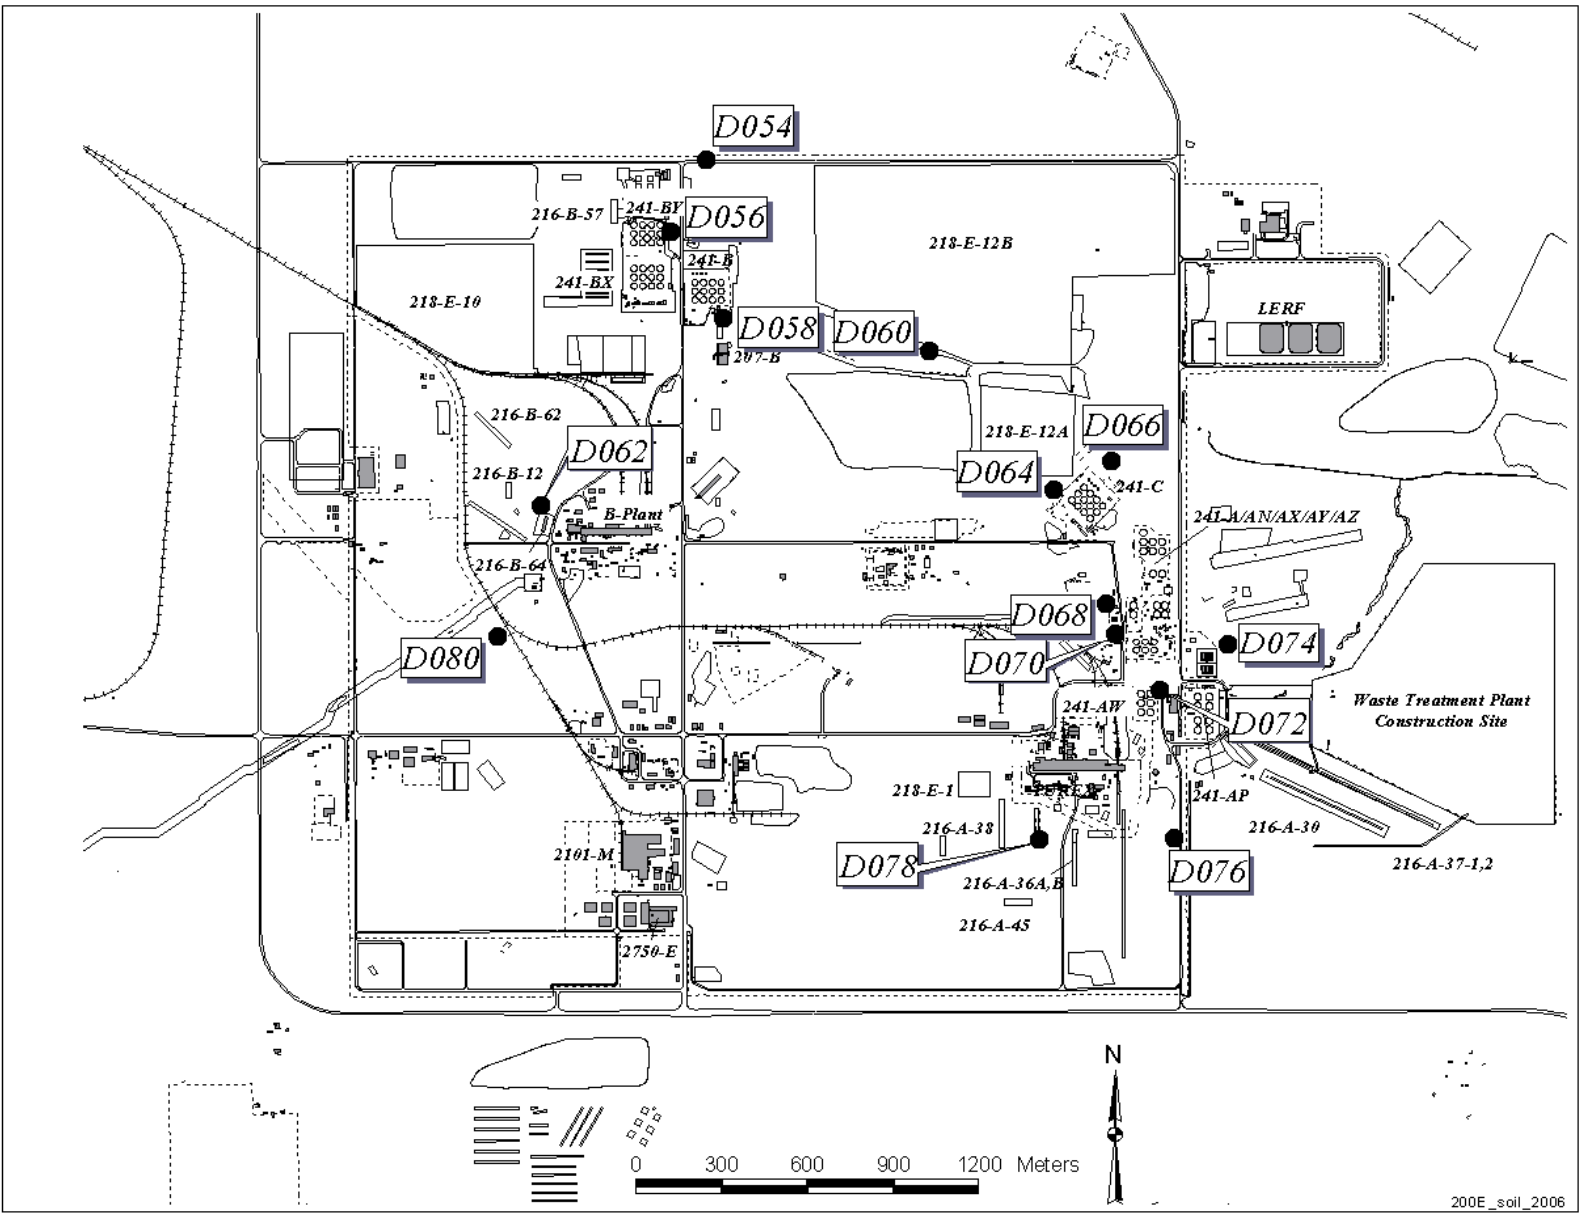 D054
216-B-57
241-BY
D056
218-E-12B
241-B
241-BX
218-E-10
LERF
D058
D060
207-B
216-B-62
D066
218-E-12A
D062
D064
216-B-12
241-C
B-Plant
241-A/AN/AX/AY/AZ
216-B-64
D068
D074
D080
D070
241-AW
Waste Treatment Plant
Construction Site
D072
218-E-1
PUREX
241-AP
216-A-38
216-A-30
2101-M
D078
D076
216-A-37-1,2
216-A-36A,B
216-A-45
2750-E
N
0 300 600 900 1200 Meters
200E_soil_2006